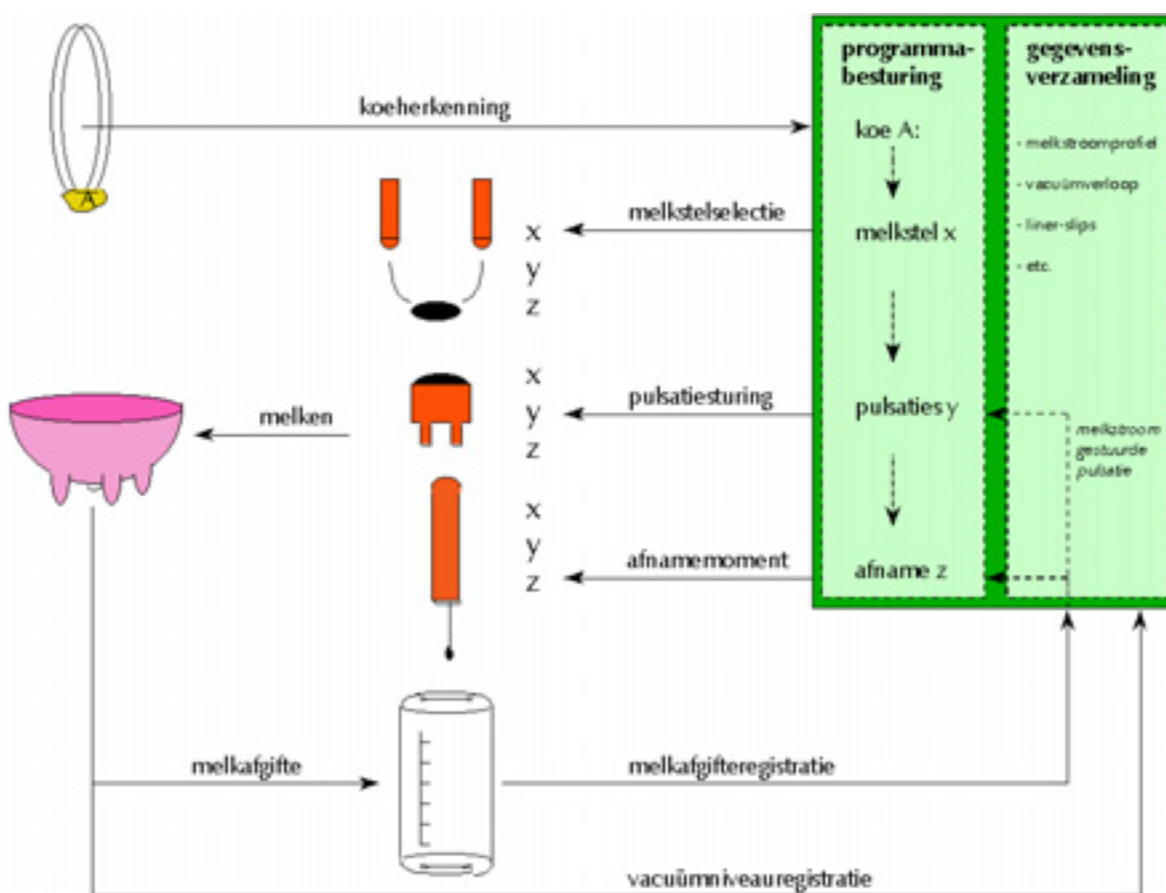 programma-
besturing
gegevens-
verzameling
koeherkenning
A
koe A:
- melkstroomprofiel
- vacuümverloop
- liner-slips
- etc.
melkstelselectie
x
y
z
melkstel x
pulsatiesturing
x
y
z
pulsaties y
melkstroom
gestuurde
pulsatie
melken
afnamemoment
x
y
z
afname z
melkafgifte
melkafgifteregistratie
vacuümniveauregistratie